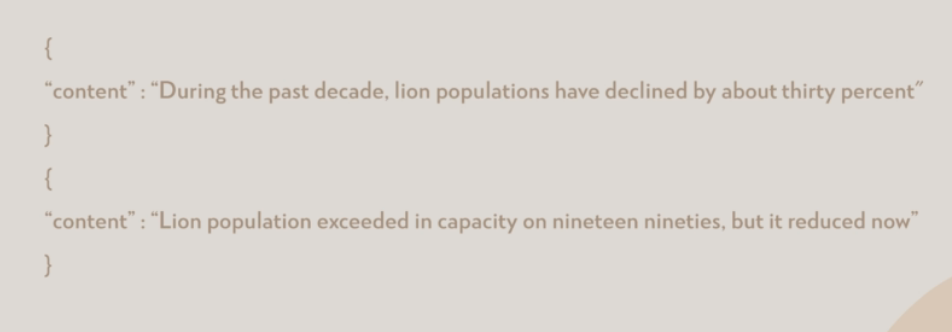 {
“content” : “During the past decade, lion populations have declined by about thirty percent”
}
{
“content” : “Lion population exceeded in capacity on nineteen nineties, but it reduced now”
}